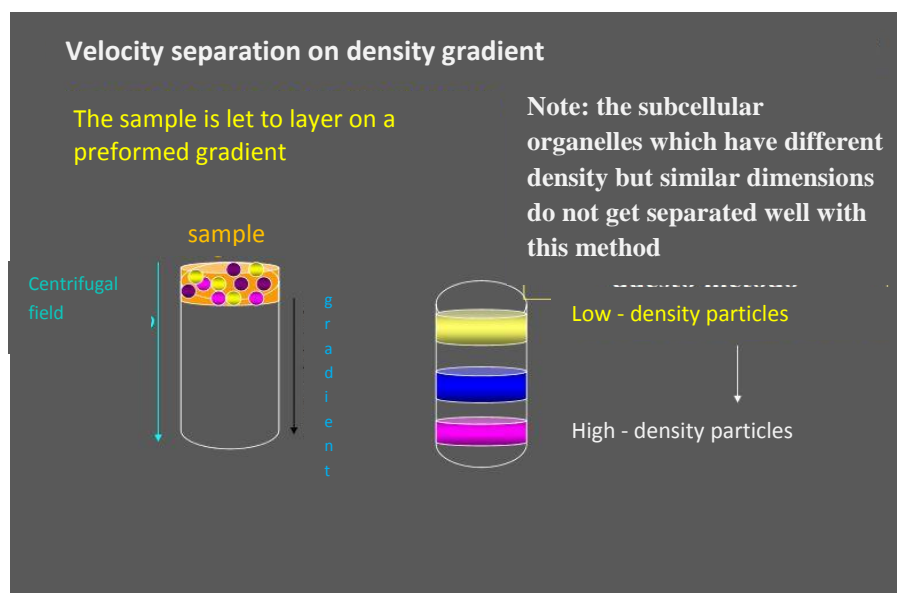 Velocity separation on density gradient
The sample is let to layer on a
preformed gradient
Note: the subcellular
organelles which have different
density but similar dimensions
do not get separated well with
this method
sample
Centrifugal
field
gradient
Low - density particles
High - density particles